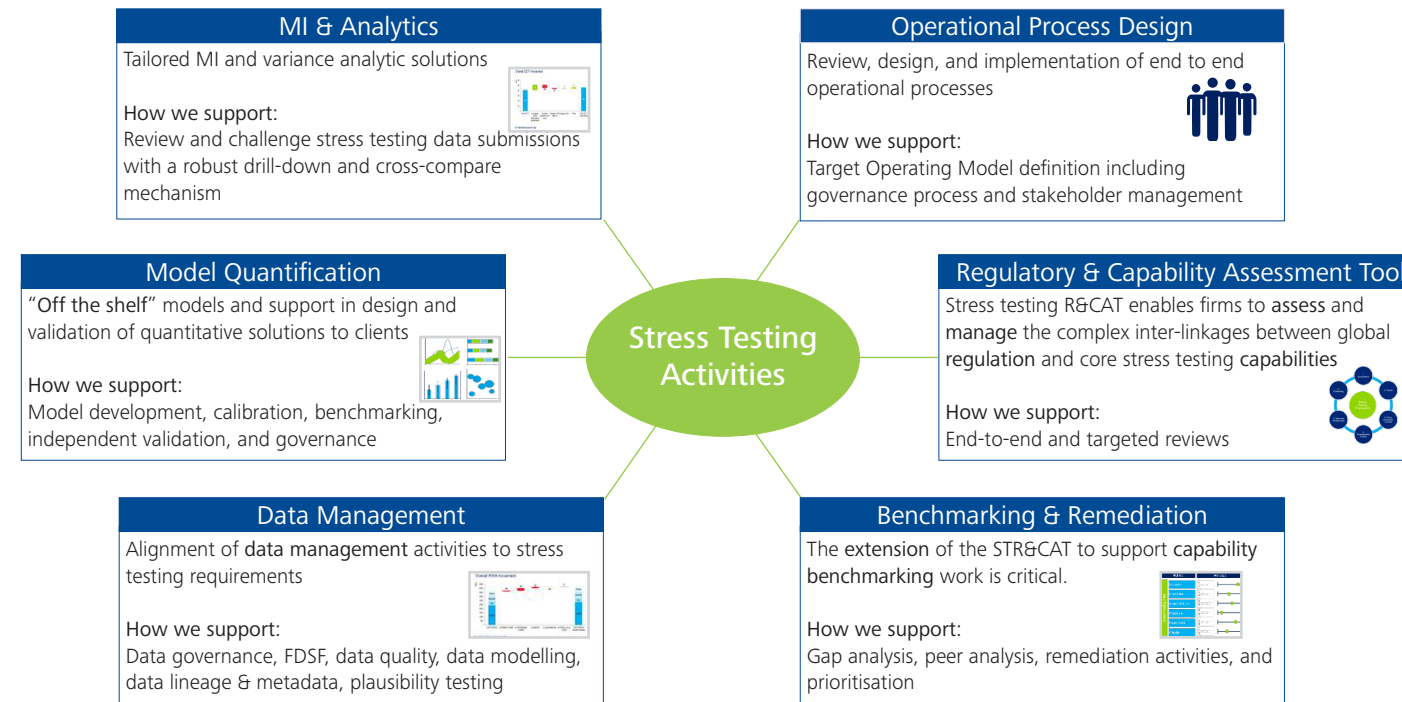 MI & Analytics
Tailored MI and variance analytic solutions
How we support:
Review and challenge stress testing data submissions
with a robust drill-down and cross-compare
mechanism
Operational Process Design
Review, design, and implementation of end to end
operational processes
How we support:
Target Operating Model definition including
governance process and stakeholder management
Model Quantification
“Off the shelf” models and support in design and
validation of quantitative solutions to clients
How we support:
Model development, calibration, benchmarking,
independent validation, and governance
Stress Testing
Activities
Regulatory & Capability Assessment Tool
Stress testing R&CAT enables firms to assess and
manage the complex inter-linkages between global
regulation and core stress testing capabilities
How we support:
End-to-end and targeted reviews
Data Management
Alignment of data management activities to stress
testing requirements
How we support:
Data governance, FDSF, data quality, data modelling,
data lineage & metadata, plausibility testing
Benchmarking & Remediation
The extension of the STR&CAT to support capability
benchmarking work is critical.
How we support:
Gap analysis, peer analysis, remediation activities, and
prioritisation